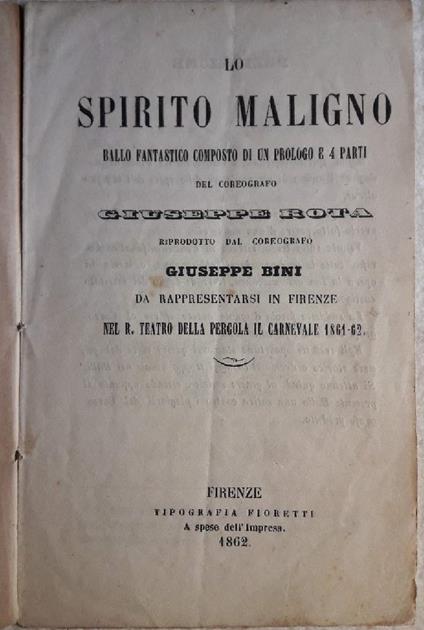 LO
SPIRITO MALIGNO
BALLO FANTASTICO COMPOSTO DI UN PROLOGO E 4 PARTI
DEL COREOGRAFO
GIUSEPPE ROTA
RIPRODOTTO DAL COREOGRAFO
GIUSEPPE BINI
DA RAPPRESENTARSI IN FIRENZE
NEL R. TEATRO DELLA PERGOLA IL CARNEVALE 1861-62.
FIRENZE
TIPOGRAFIA FIORETTI
A spese dell'Impresa.
1862.